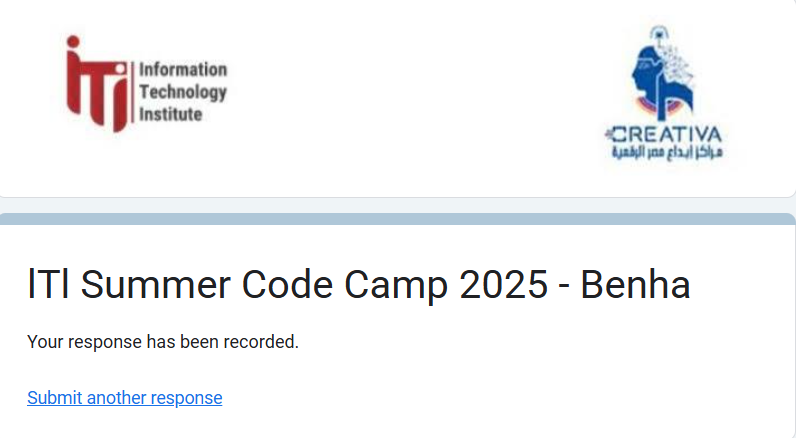 iTi
Information
Technology
Institute
CREATIVA
مراكز إبداع مصر الرقمية
ITI Summer Code Camp 2025 - Benha
Your response has been recorded.
Submit another response